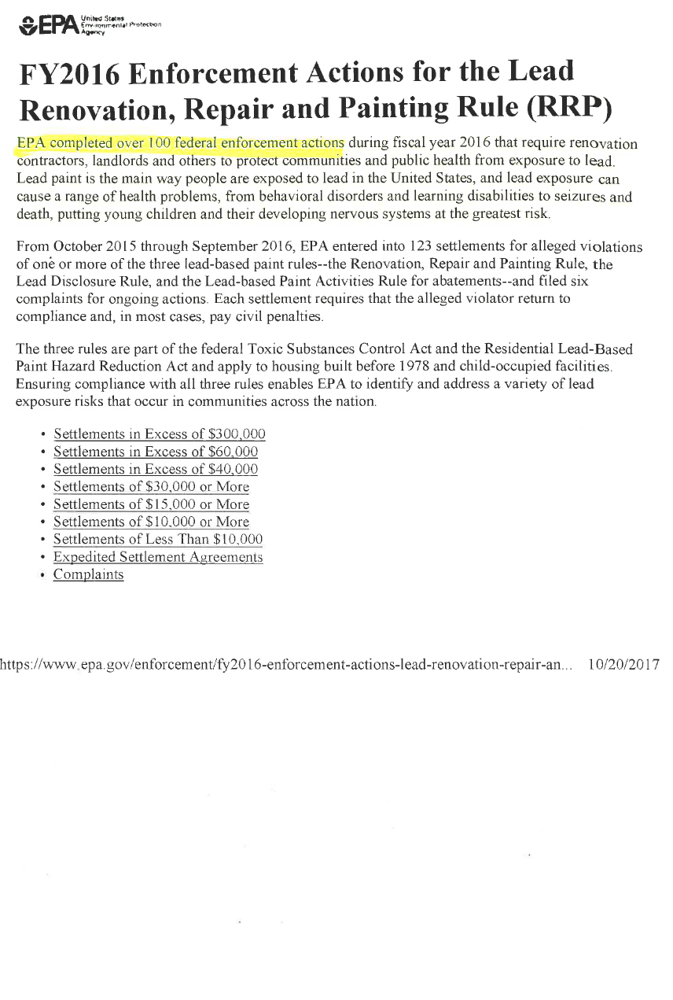 EPA United States
Environmental Protection
Agency
FY2016 Enforcement Actions for the Lead
Renovation, Repair and Painting Rule (RRP)
EPA completed over 100 federal enforcement actions during fiscal year 2016 that require renovation
contractors, landlords and others to protect communities and public health from exposure to lead.
Lead paint is the main way people are exposed to lead in the United States, and lead exposure can
cause a range of health problems, from behavioral disorders and learning disabilities to seizures and
death, putting young children and their developing nervous systems at the greatest risk.
From October 2015 through September 2016, EPA entered into 123 settlements for alleged violations
of one or more of the three lead-based paint rules--the Renovation, Repair and Painting Rule, the
Lead Disclosure Rule, and the Lead-based Paint Activities Rule for abatements--and filed six
complaints for ongoing actions. Each settlement requires that the alleged violator return to
compliance and, in most cases, pay civil penalties.
The three rules are part of the federal Toxic Substances Control Act and the Residential Lead-Based
Paint Hazard Reduction Act and apply to housing built before 1978 and child-occupied facilities.
Ensuring compliance with all three rules enables EPA to identify and address a variety of lead
exposure risks that occur in communities across the nation.
• Settlements in Excess of $300,000
• Settlements in Excess of $60,000
• Settlements in Excess of $40,000
• Settlements of $30,000 or More
• Settlements of $15,000 or More
• Settlements of $10,000 or More
• Settlements of Less Than $10,000
• Expedited Settlement Agreements
• Complaints
https://www.epa.gov/enforcement/fy2016-enforcement-actions-lead-renovation-repair-an... 10/20/2017